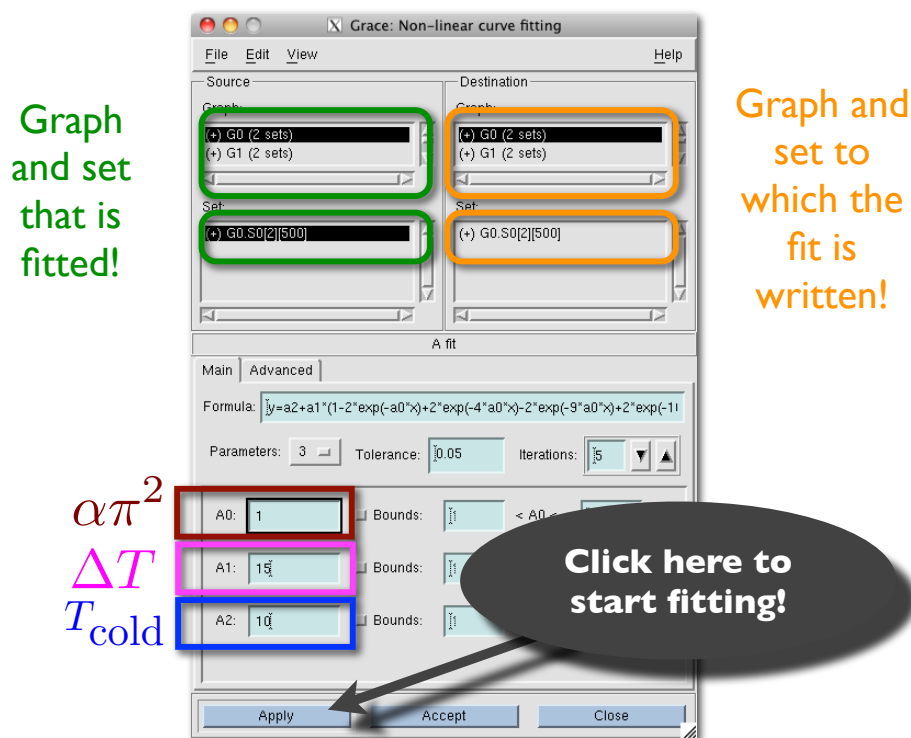 Grace: Non-linear curve fitting
File Edit View Help
Source
Destination
Graph:
Graph:
(+) G0 (2 sets)
(+) G1 (2 sets)
(+) G0 (2 sets)
(+) G1 (2 sets)
Set:
Set:
(+) G0.S0[2][500]
(+) G0.S0[2][500]
Graph
and set
that is
fitted!
Graph and
set to
which the
fit is
written!
A fit
Main Advanced
Formula: y=a2+a1*(1-2*exp(-a0*x)+2*exp(-4*a0*x)-2*exp(-9*a0*x)+2*exp(-1
Parameters: 3 Tolerance: 0.05 Iterations: 5
απ²
A0: 1 Bounds: 1 < A0 <
ΔT
A1: 15 Bounds: 1
T_cold
A2: 10 Bounds: 1
Click here to
start fitting!
Apply Accept Close